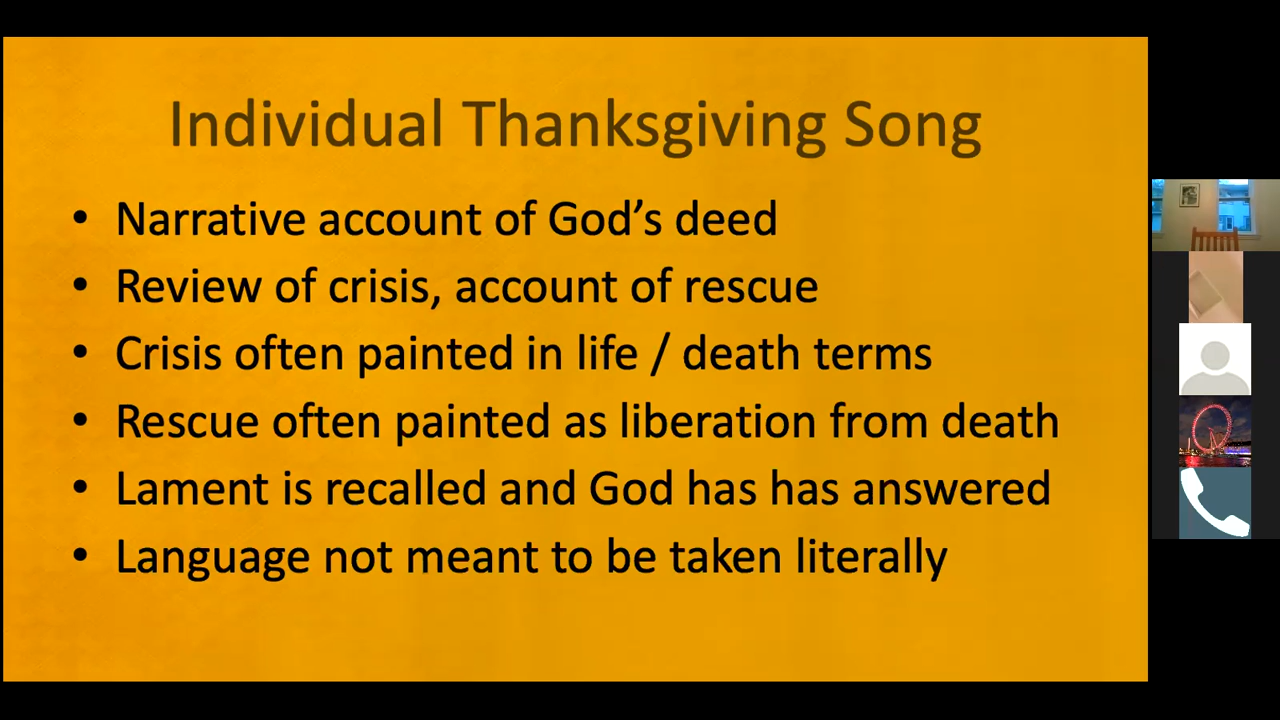 Individual Thanksgiving Song
• Narrative account of God’s deed
• Review of crisis, account of rescue
• Crisis often painted in life / death terms
• Rescue often painted as liberation from death
• Lament is recalled and God has has answered
• Language not meant to be taken literally